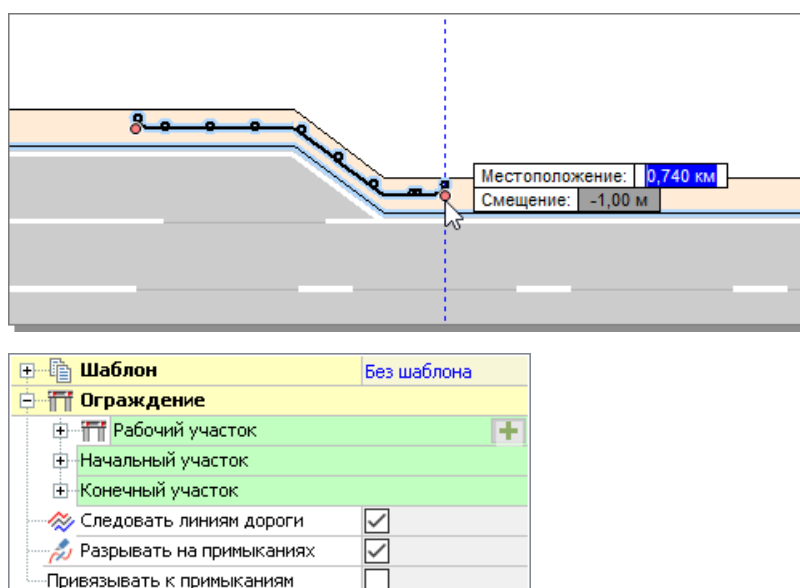 Местоположение: 0,740 км
Смещение: -1,00 м
Шаблон Без шаблона
Ограждение
Рабочий участок
Начальный участок
Конечный участок
Следовать линиям дороги
Разрывать на примыканиях
Привязывать к примыканиям